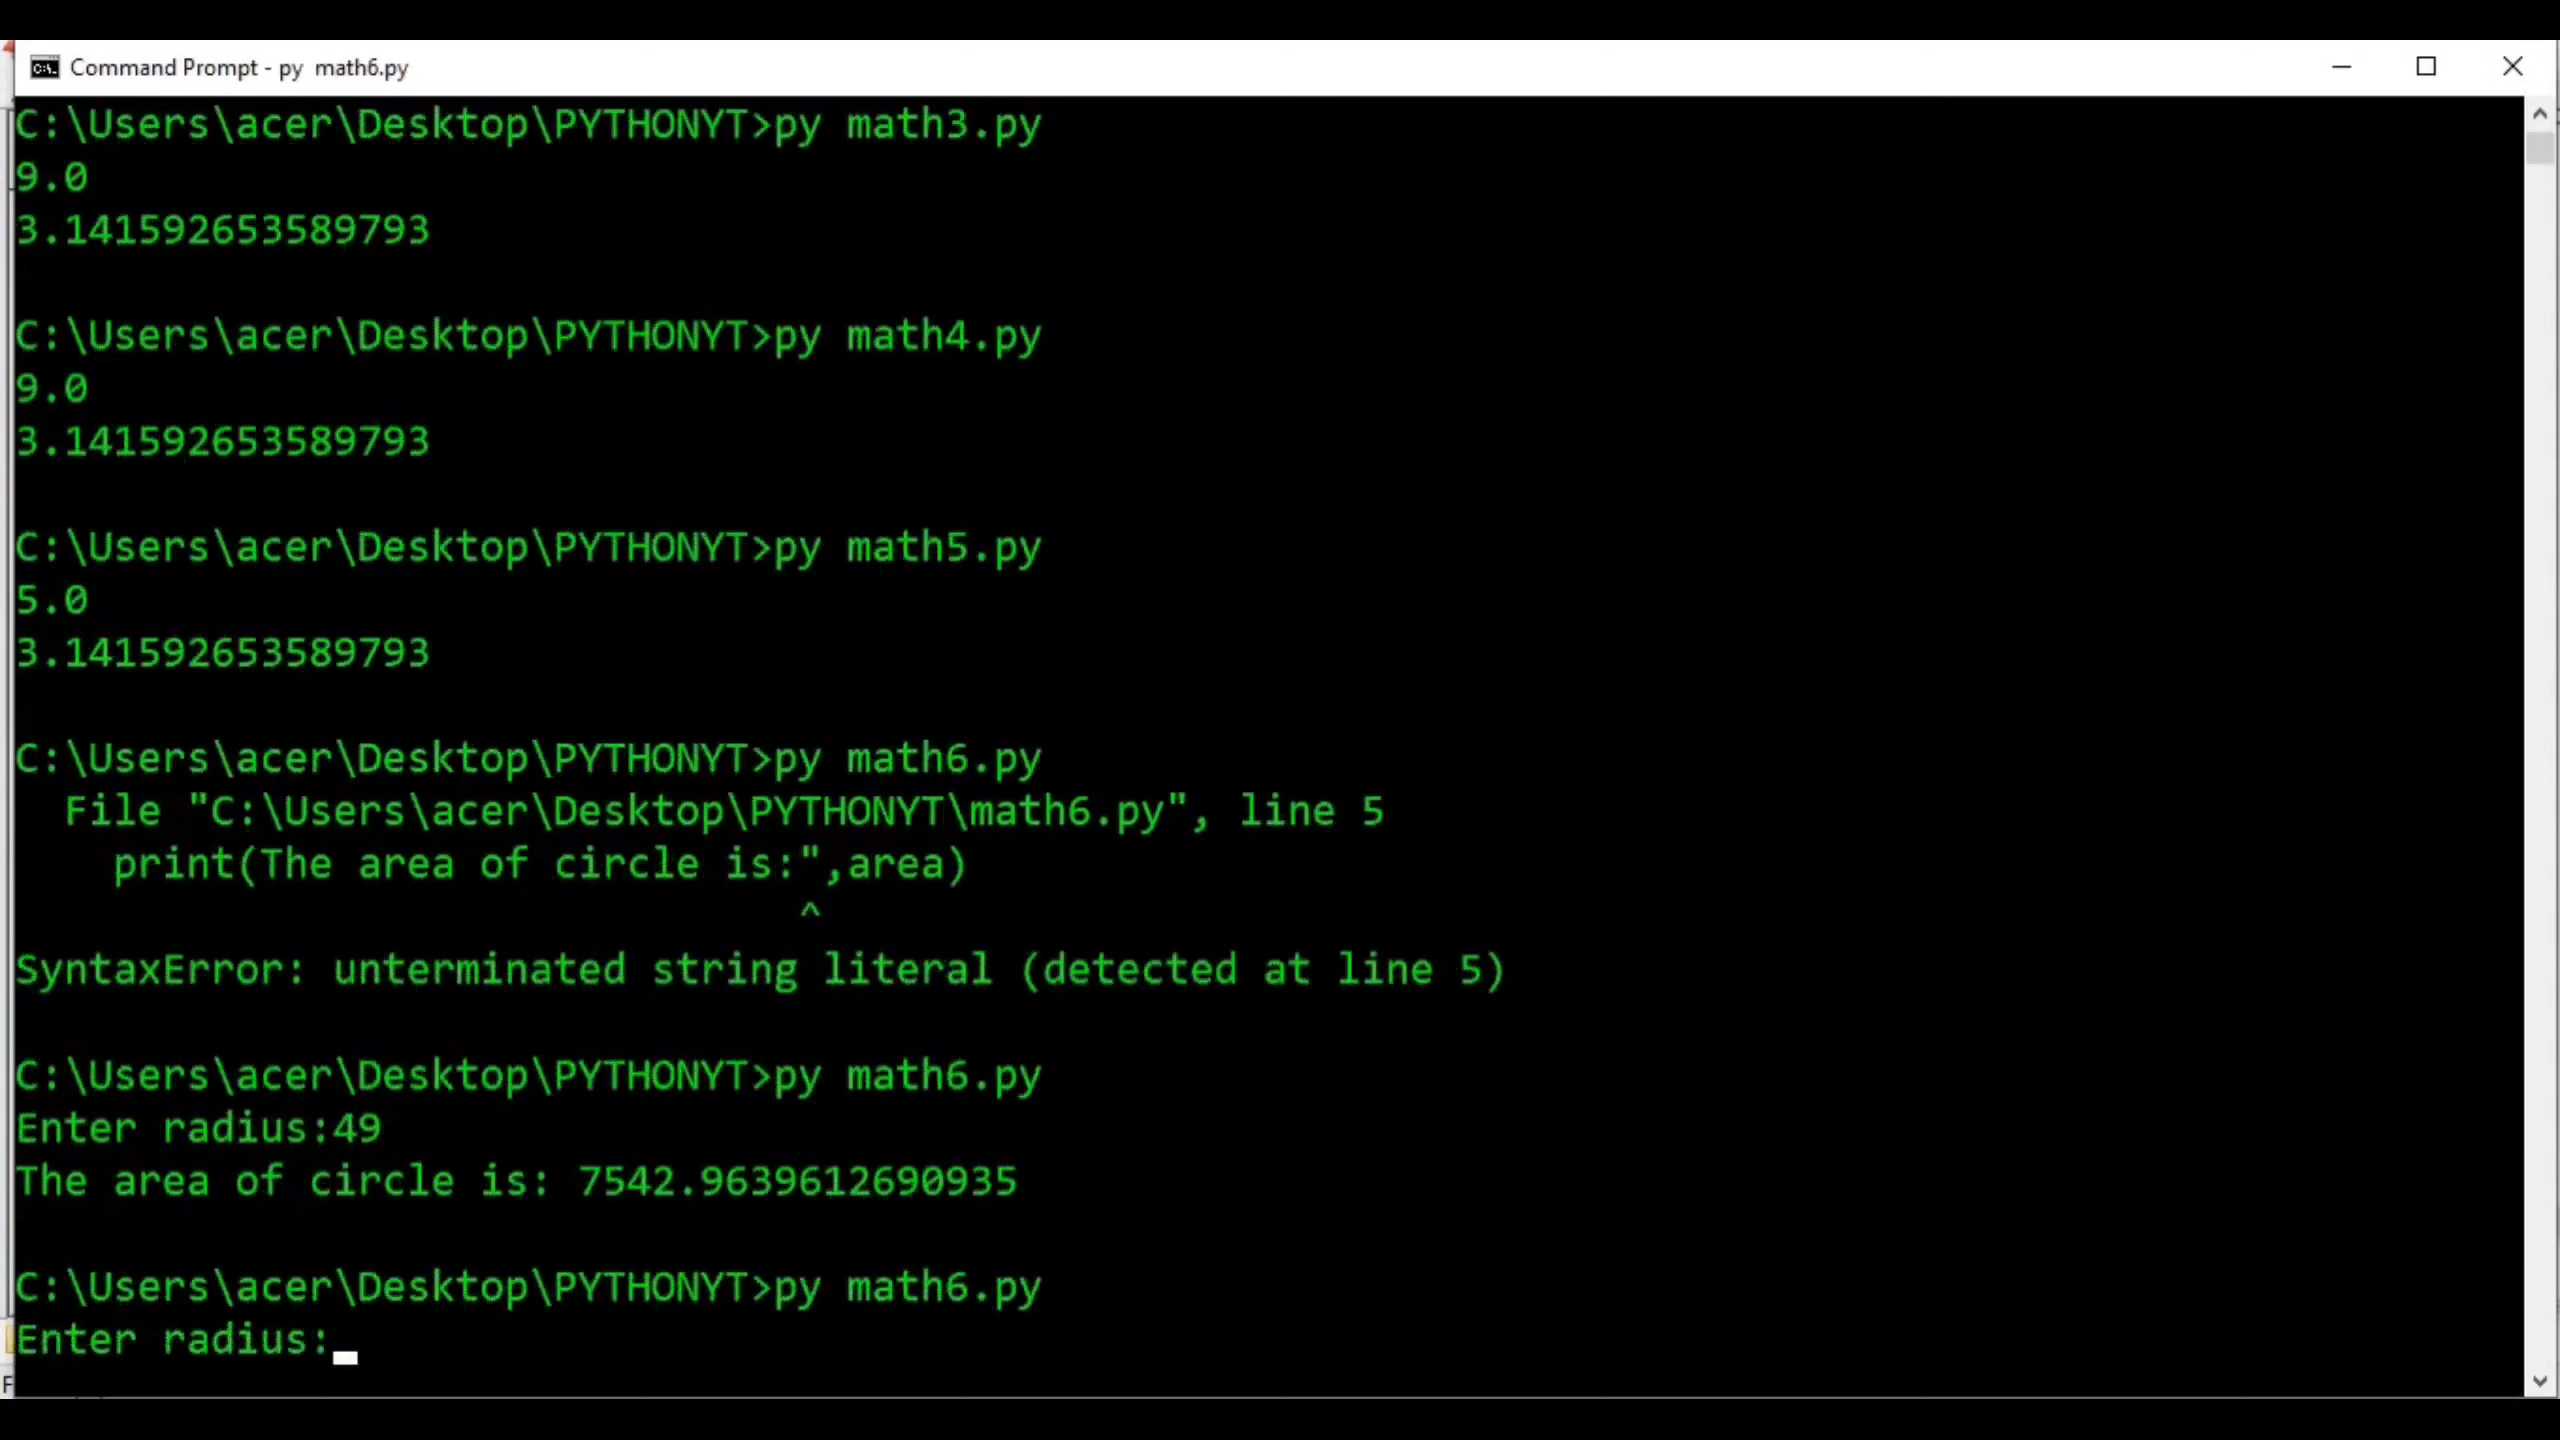 Command Prompt - py  math6.py
C:\Users\acer\Desktop\PYTHONYT>py math3.py
9.0
3.141592653589793
C:\Users\acer\Desktop\PYTHONYT>py math4.py
9.0
3.141592653589793
C:\Users\acer\Desktop\PYTHONYT>py math5.py
5.0
3.141592653589793
C:\Users\acer\Desktop\PYTHONYT>py math6.py
  File "C:\Users\acer\Desktop\PYTHONYT\math6.py", line 5
    print(The area of circle is:",area)
                                ^
SyntaxError: unterminated string literal (detected at line 5)
C:\Users\acer\Desktop\PYTHONYT>py math6.py
Enter radius:49
The area of circle is: 7542.9639612690935
C:\Users\acer\Desktop\PYTHONYT>py math6.py
Enter radius: